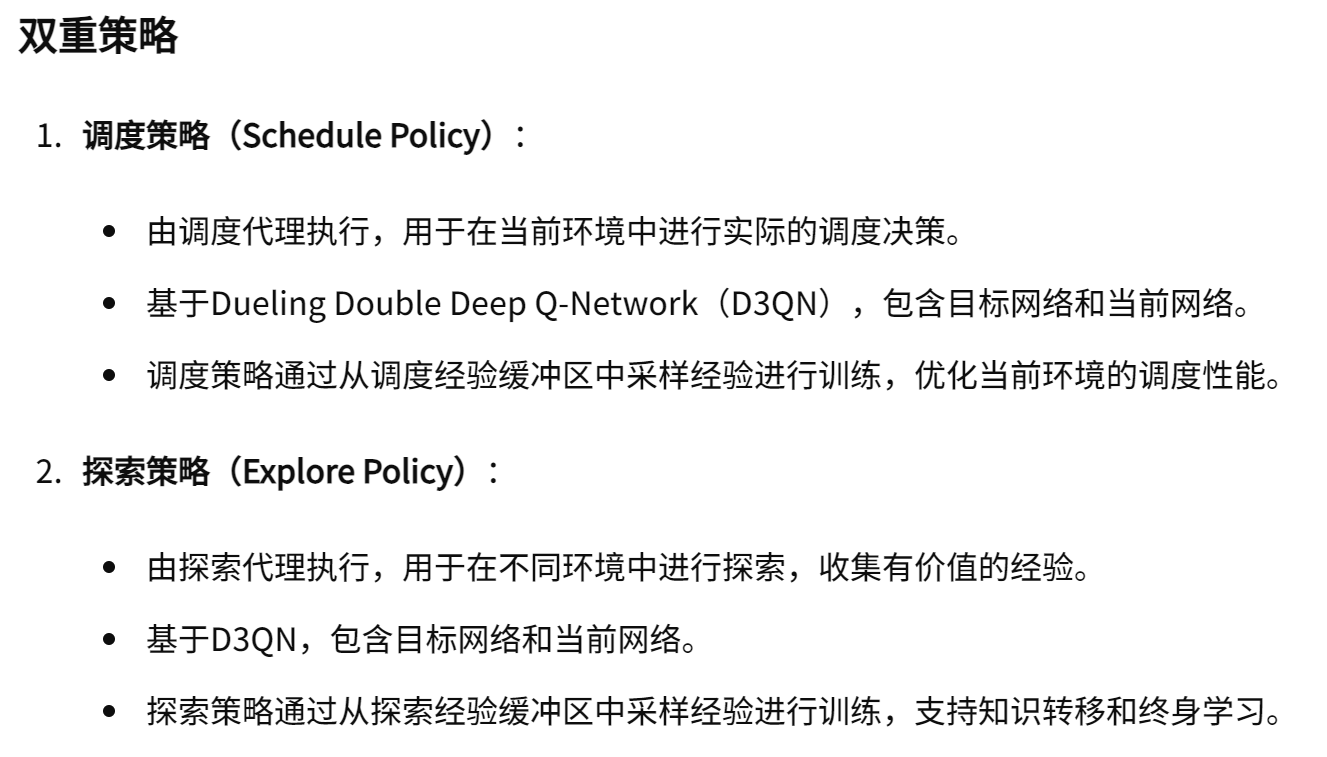 双重策略
1. 调度策略（Schedule Policy）：
• 由调度代理执行，用于在当前环境中进行实际的调度决策。
• 基于Dueling Double Deep Q-Network（D3QN），包含目标网络和当前网络。
• 调度策略通过从调度经验缓冲区中采样经验进行训练，优化当前环境的调度性能。
2. 探索策略（Explore Policy）：
• 由探索代理执行，用于在不同环境中进行探索，收集有价值的经验。
• 基于D3QN，包含目标网络和当前网络。
• 探索策略通过从探索经验缓冲区中采样经验进行训练，支持知识转移和终身学习。